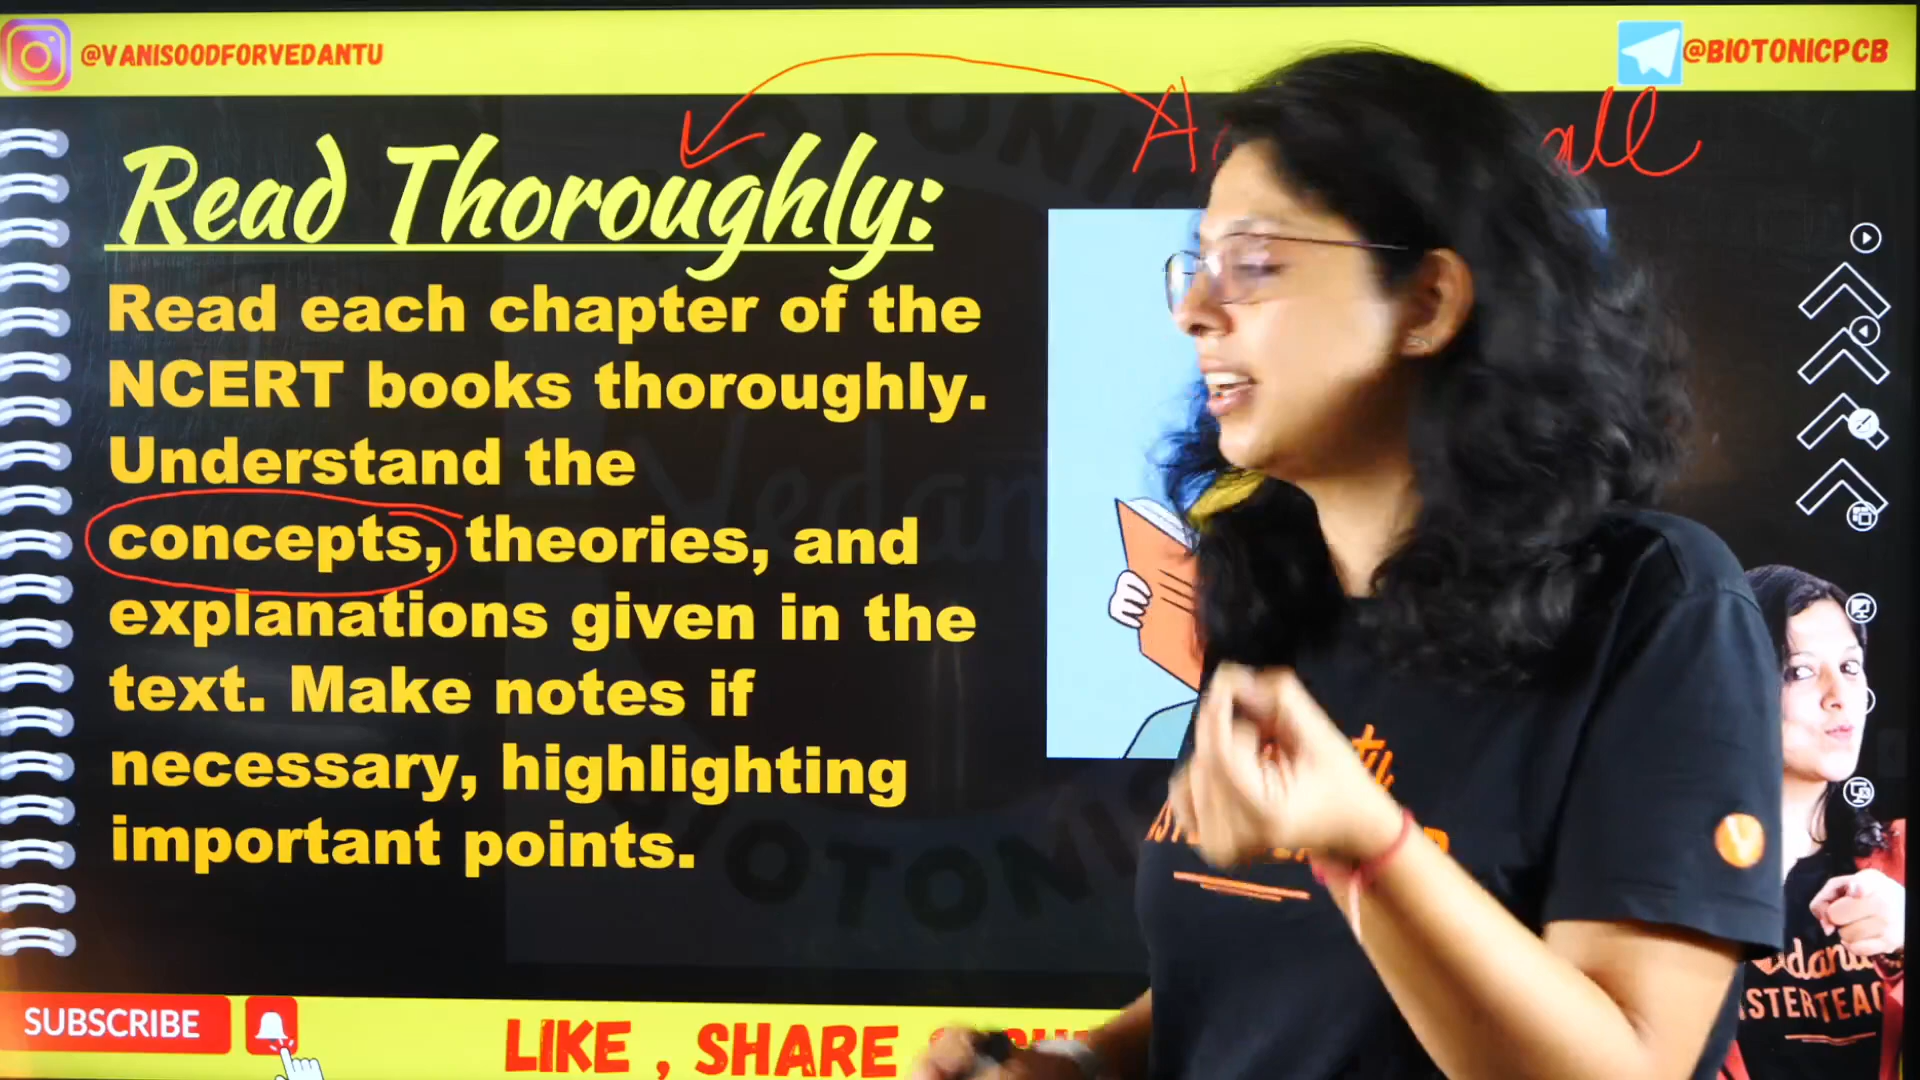 @VANISOODFORVEDANTU
@BIOTONICPCB
Read Thoroughly:
Read each chapter of the
NCERT books thoroughly.
Understand the
concepts, theories, and
explanations given in the
text. Make notes if
necessary, highlighting
important points.
SUBSCRIBE
LIKE , SHARE